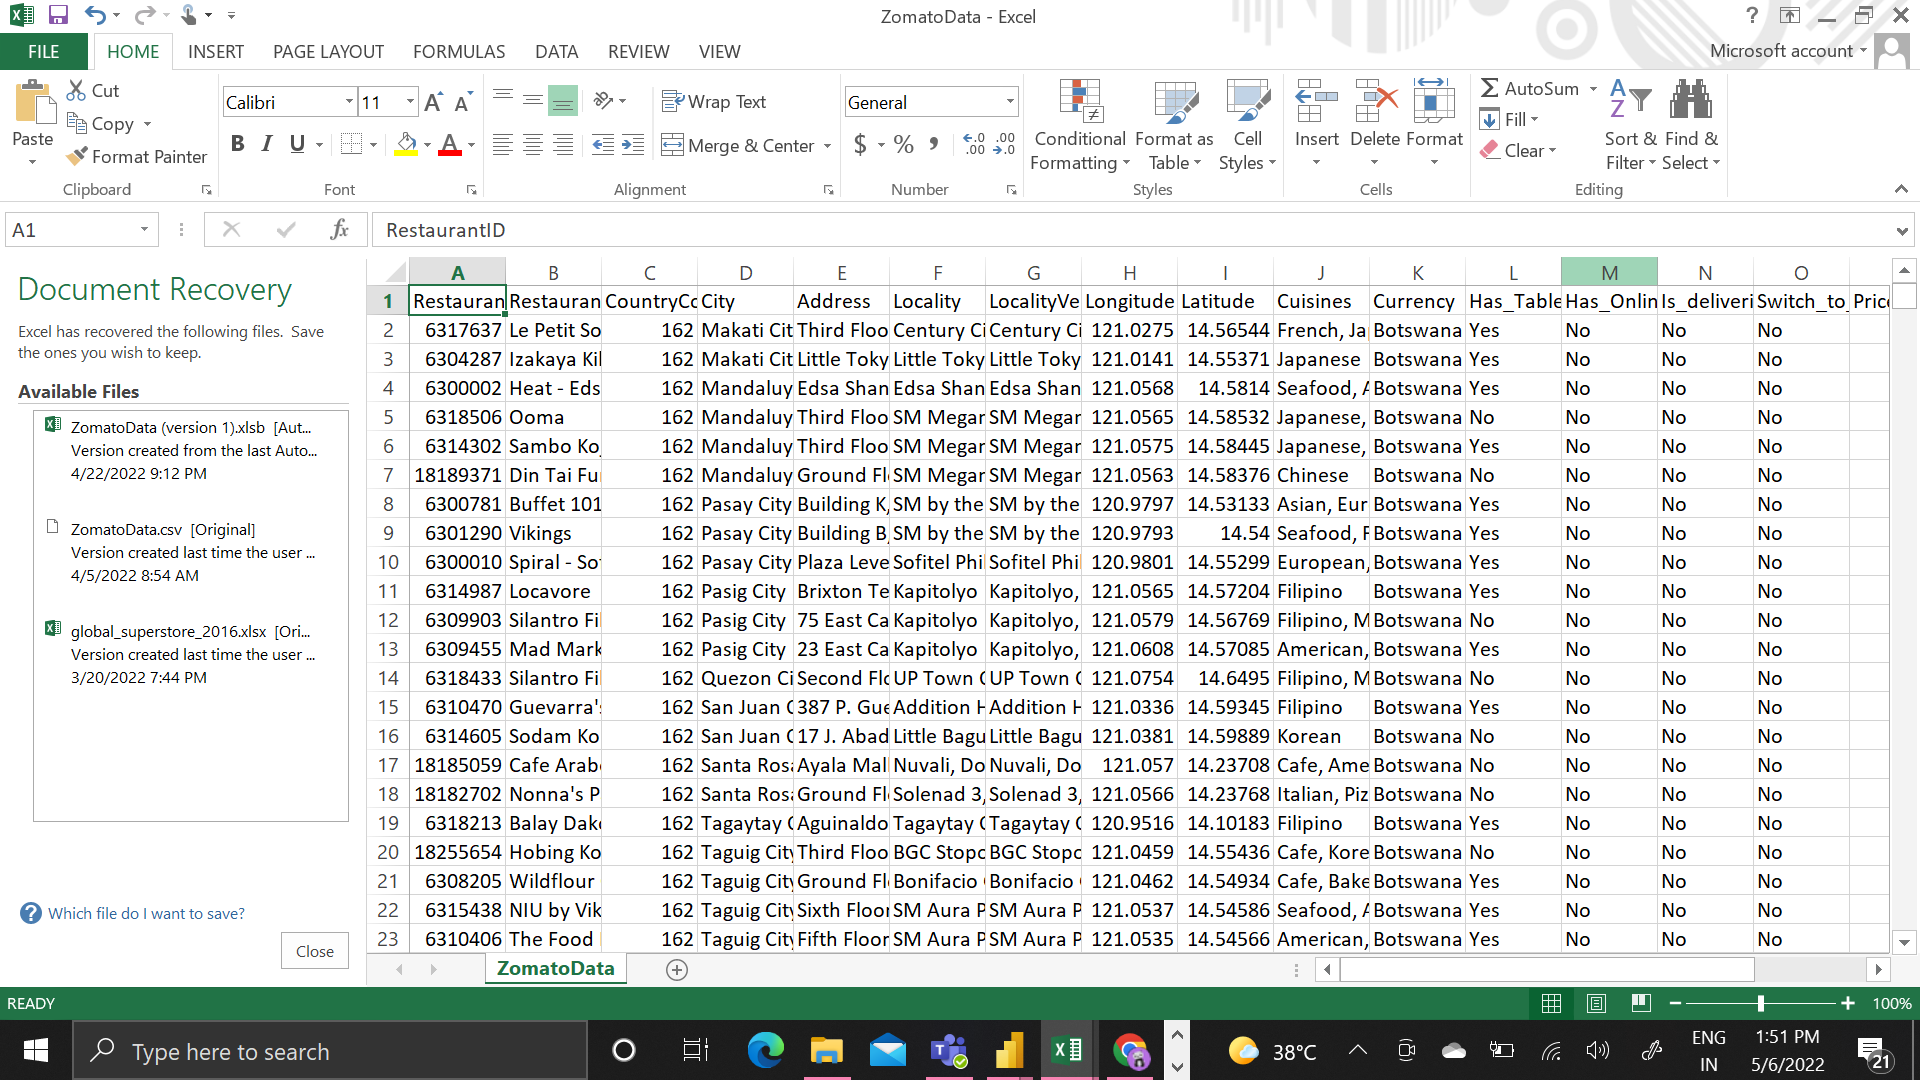 ZomatoData - Excel
FILE HOME INSERT PAGE LAYOUT FORMULAS DATA REVIEW VIEW Microsoft account
Cut
Copy
Format Painter
Paste
Clipboard
Calibri 11
B I U
Font
Wrap Text
Merge & Center
Alignment
General
$ % ,
Number
Conditional Formatting
Format as Table
Cell Styles
Styles
Insert Delete Format
Cells
AutoSum
Fill
Clear
Sort & Filter
Find & Select
Editing
A1 fx RestaurantID
Document Recovery
Excel has recovered the following files. Save
the ones you wish to keep.
Available Files
ZomatoData (version 1).xlsb [Aut...
Version created from the last Auto...
4/22/2022 9:12 PM
ZomatoData.csv [Original]
Version created last time the user ...
4/5/2022 8:54 AM
global_superstore_2016.xlsx [Ori...
Version created last time the user ...
3/20/2022 7:44 PM
Which file do I want to save?
Close
A B C D E F G H I J K L M N O
1 Restauran Restauran CountryCo City Address Locality LocalityVe Longitude Latitude Cuisines Currency Has_Table Has_Onlin Is_deliveri Switch_to_ Price
2 6317637 Le Petit So 162 Makati Cit Third Floo Century Ci Century Ci 121.0275 14.56544 French, Ja Botswana Yes No No No
3 6304287 Izakaya Ki 162 Makati Cit Little Toky Little Toky Little Toky 121.0141 14.55371 Japanese Botswana Yes No No No
4 6300002 Heat - Eds 162 Mandaluy Edsa Shan Edsa Shan Edsa Shan 121.0568 14.5814 Seafood, A Botswana Yes No No No
5 6318506 Ooma 162 Mandaluy Third Floo SM Megar SM Megar 121.0565 14.58532 Japanese, Botswana No No No No
6 6314302 Sambo Ko 162 Mandaluy Third Floo SM Megar SM Megar 121.0575 14.58445 Japanese, Botswana Yes No No No
7 18189371 Din Tai Fu 162 Mandaluy Ground Fl SM Megar SM Megar 121.0563 14.58376 Chinese Botswana No No No No
8 6300781 Buffet 101 162 Pasay City Building K, SM by the SM by the 120.9797 14.53133 Asian, Eur Botswana Yes No No No
9 6301290 Vikings 162 Pasay City Building B, SM by the SM by the 120.9793 14.54 Seafood, F Botswana Yes No No No
10 6300010 Spiral - So 162 Pasay City Plaza Leve Sofitel Phi Sofitel Phi 120.9801 14.55299 European, Botswana Yes No No No
11 6314987 Locavore 162 Pasig City Brixton Te Kapitolyo Kapitolyo, 121.0565 14.57204 Filipino Botswana Yes No No No
12 6309903 Silantro Fi 162 Pasig City 75 East Ca Kapitolyo Kapitolyo, 121.0579 14.56769 Filipino, M Botswana No No No No
13 6309455 Mad Mark 162 Pasig City 23 East Ca Kapitolyo Kapitolyo, 121.0608 14.57085 American, Botswana Yes No No No
14 6318433 Silantro Fi 162 Quezon Ci Second Flo UP Town C UP Town C 121.0754 14.6495 Filipino, M Botswana No No No No
15 6310470 Guevarra's 162 San Juan C 387 P. Gue Addition H Addition H 121.0336 14.59345 Filipino Botswana Yes No No No
16 6314605 Sodam Ko 162 San Juan C 17 J. Abad Little Bagu Little Bagu 121.0381 14.59889 Korean Botswana No No No No
17 18185059 Cafe Arab 162 Santa Rosa Ayala Mal Nuvali, Do Nuvali, Do 121.057 14.23708 Cafe, Ame Botswana No No No No
18 18182702 Nonna's P 162 Santa Rosa Ground Fl Solenad 3, Solenad 3, 121.0566 14.23768 Italian, Piz Botswana No No No No
19 6318213 Balay Dak 162 Tagaytay C Aguinaldo Tagaytay C Tagaytay C 120.9516 14.10183 Filipino Botswana Yes No No No
20 18255654 Hobing Ko 162 Taguig City Third Floo BGC Stopo BGC Stopo 121.0459 14.55436 Cafe, Kore Botswana No No No No
21 6308205 Wildflour 162 Taguig City Ground Fl Bonifacio Bonifacio 121.0462 14.54934 Cafe, Bake Botswana Yes No No No
22 6315438 NIU by Vik 162 Taguig City Sixth Floor SM Aura P SM Aura P 121.0537 14.54586 Seafood, A Botswana Yes No No No
23 6310406 The Food 162 Taguig City Fifth Floor SM Aura P SM Aura P 121.0535 14.54566 American, Botswana Yes No No No
ZomatoData
READY 100%
Type here to search 38°C ENG IN 1:51 PM 5/6/2022 21